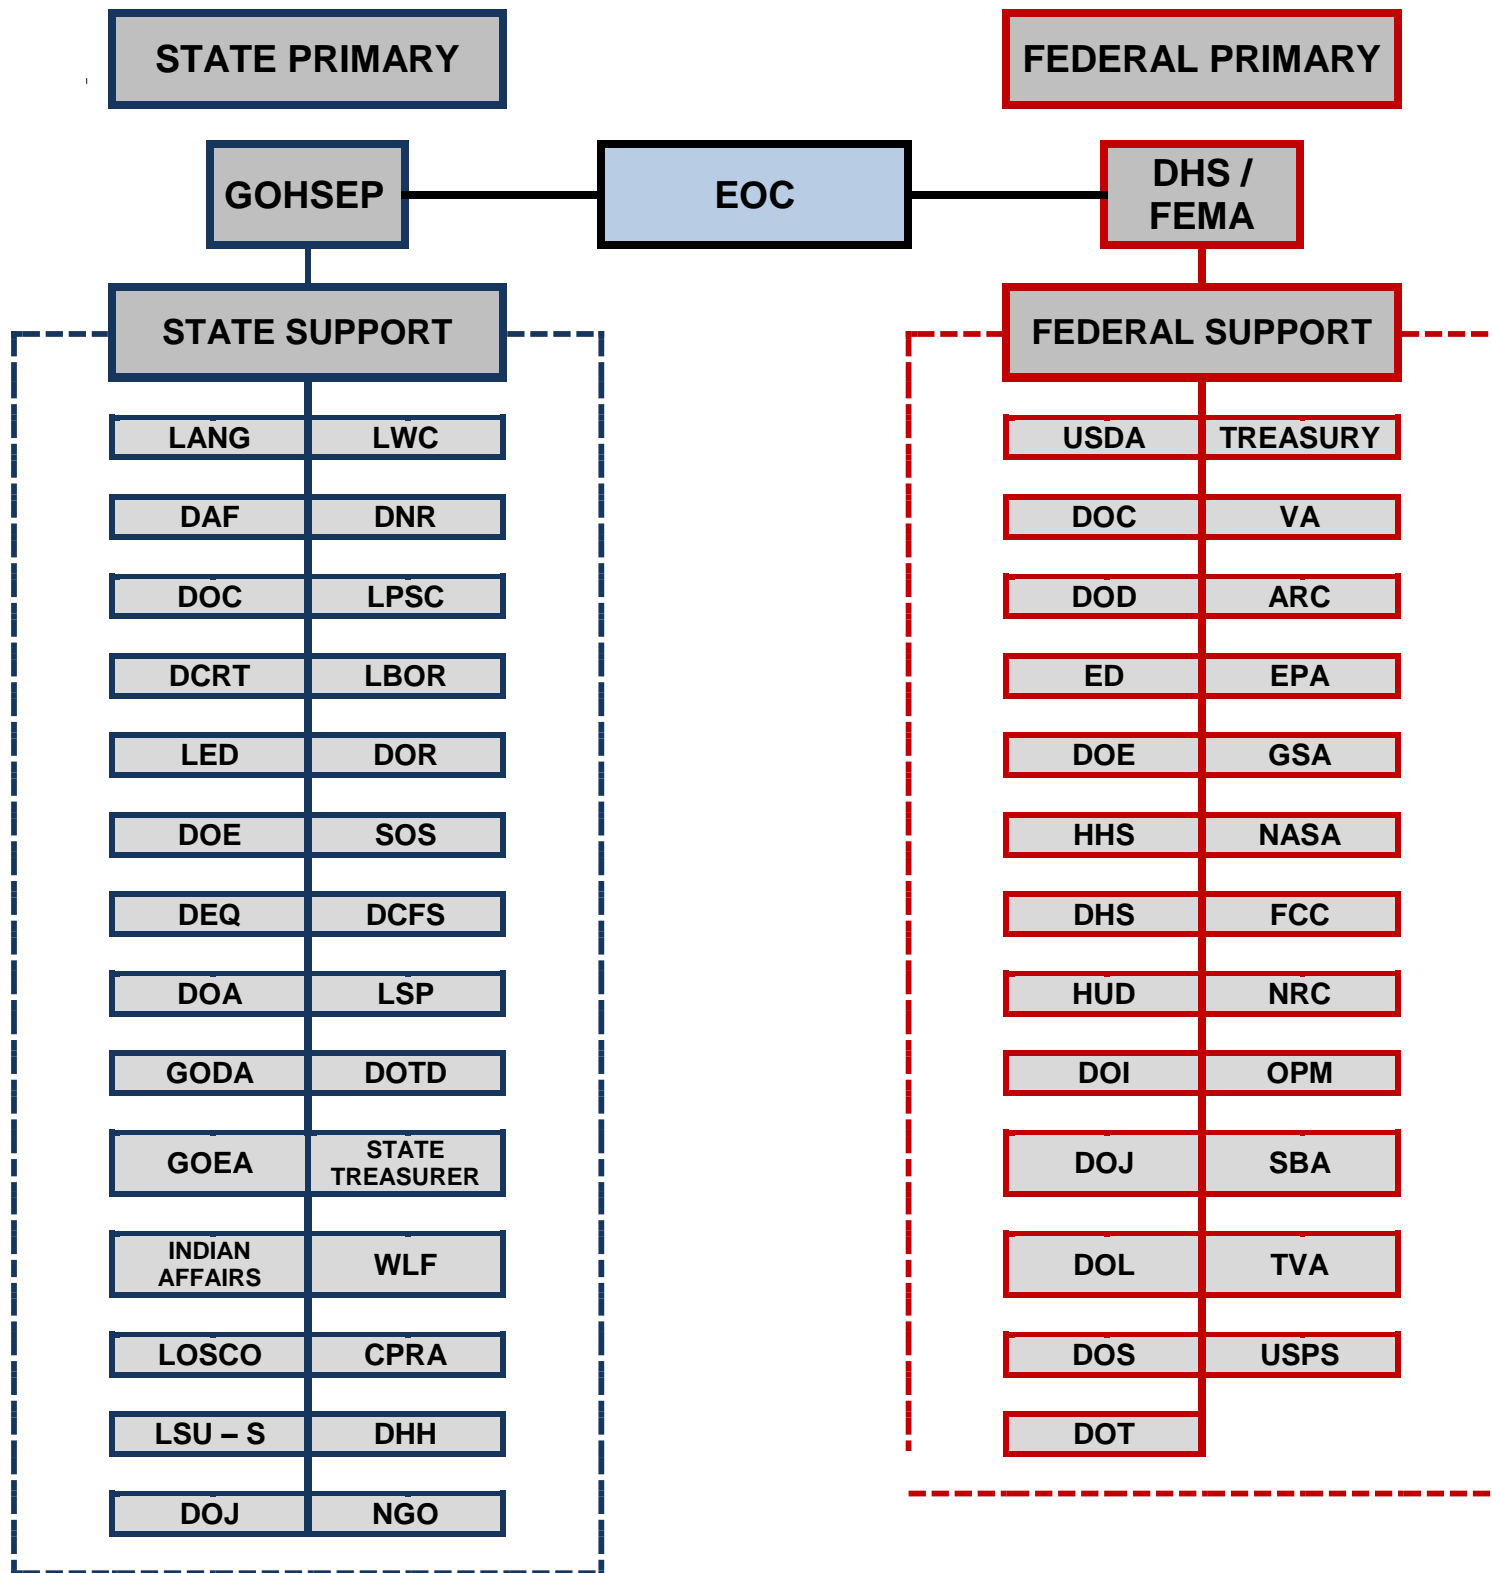 STATE PRIMARY
FEDERAL PRIMARY
GOHSEP
EOC
DHS /
FEMA
STATE SUPPORT
FEDERAL SUPPORT
LANG
LWC
DAF
DNR
DOC
LPSC
DCRT
LBOR
LED
DOR
DOE
SOS
DEQ
DCFS
DOA
LSP
GODA
DOTD
GOEA
STATE
TREASURER
INDIAN
AFFAIRS
WLF
LOSCO
CPRA
LSU – S
DHH
DOJ
NGO
USDA
TREASURY
DOC
VA
DOD
ARC
ED
EPA
DOE
GSA
HHS
NASA
DHS
FCC
HUD
NRC
DOI
OPM
DOJ
SBA
DOL
TVA
DOS
USPS
DOT